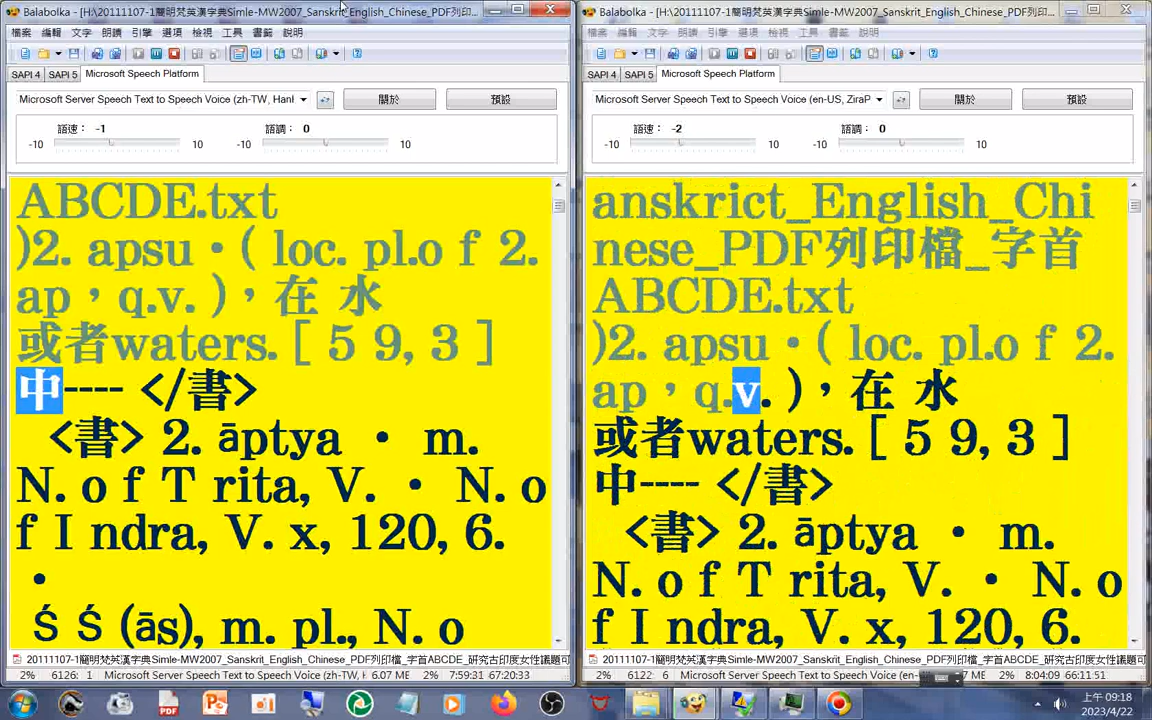 Balabolka - [H:\20111107-1簡明梵英漢字典Simle-MW2007_Sanskrit_English_Chinese_PDF列印...
檔案 編輯 文字 朗讀 引擎 選項 檢視 工具 書籤 說明
SAPI 4 SAPI 5 Microsoft Speech Platform
Microsoft Server Speech Text to Speech Voice (zh-TW, Hanl
關於 預設
語速： -1 語調： 0
-10 10 -10 10
ABCDE.txt
)2. apsu •( loc. pl.o f 2.
ap，q.v. )，在 水
或者waters. [ 5 9, 3 ]
中---- </書>
<書> 2. āptya • m.
N. o f T rita, V. • N. o
f I ndra, V. x, 120, 6.
•
Ś Ś (ās), m. pl., N. o
20111107-1簡明梵英漢字典Simle-MW2007_Sanskrit_English_Chinese_PDF列印檔_字首ABCDE_研究古印度女性議題可
2% 6126: 1 Microsoft Server Speech Text to Speech Voice (zh-TW, H 6.07 ME 2% 7:59:31 67:20:33
Balabolka - [H:\20111107-1簡明梵英漢字典Simle-MW2007_Sanskrit_English_Chinese_PDF列印...
檔案 編輯 文字 朗讀 引擎 選項 檢視 工具 書籤 說明
SAPI 4 SAPI 5 Microsoft Speech Platform
Microsoft Server Speech Text to Speech Voice (en-US, ZiraP
關於 預設
語速： -2 語調： 0
-10 10 -10 10
anskrict_English_Chi
nese_PDF列印檔_字首
ABCDE.txt
)2. apsu •( loc. pl.o f 2.
ap，q.v. )，在 水
或者waters. [ 5 9, 3 ]
中---- </書>
<書> 2. āptya • m.
N. o f T rita, V. • N. o
f I ndra, V. x, 120, 6.
20111107-1簡明梵英漢字典Simle-MW2007_Sanskrit_English_Chinese_PDF列印檔_字首ABCDE_研究古印度女性議題可
2% 6122: 6 Microsoft Server Speech Text to Speech Voice 2% 8:04:09 66:11:51
上午 09:18
2023/4/22